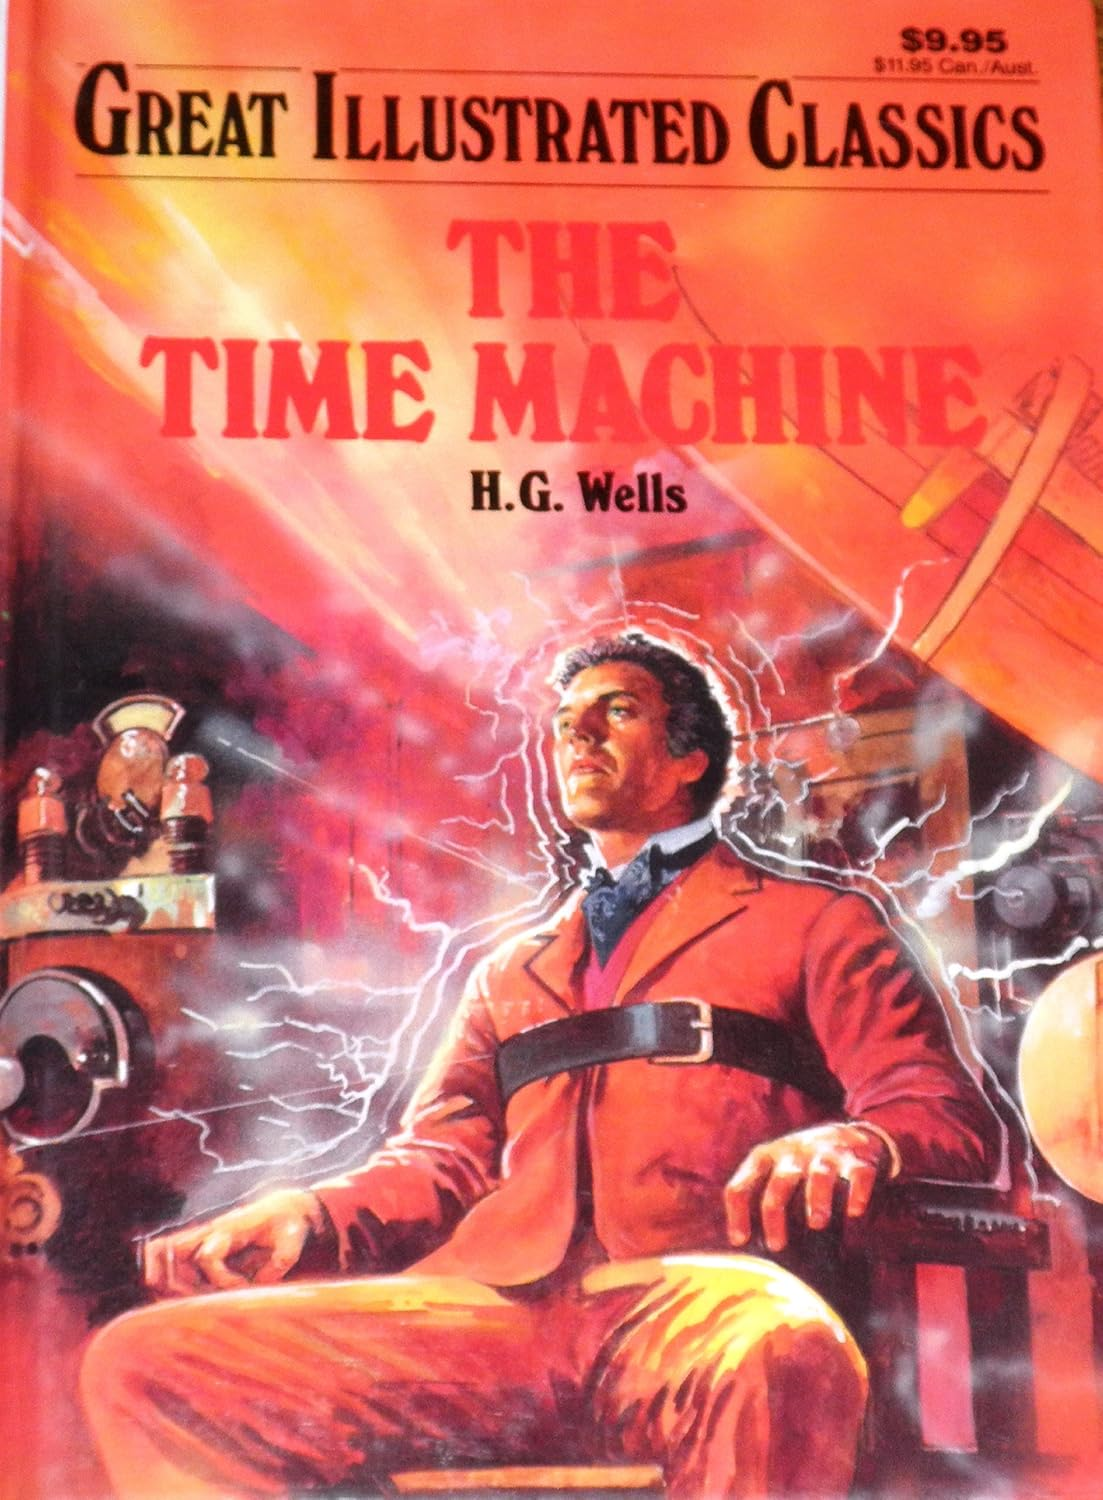 $9.95
$11.95 Can./Aust.
GREAT ILLUSTRATED CLASSICS
THE
TIME MACHINE
H.G. Wells